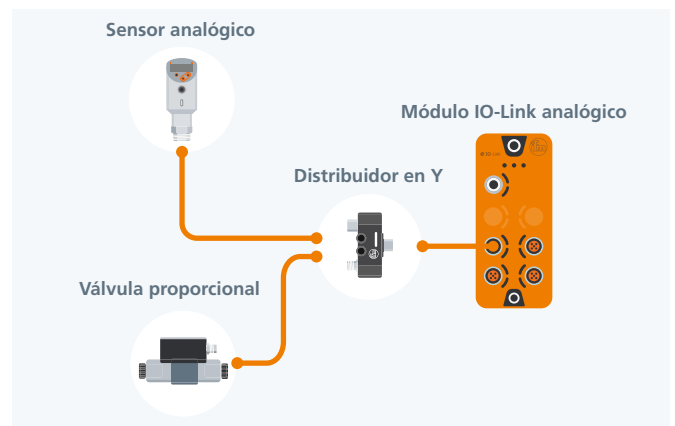 Sensor analógico
Módulo IO-Link analógico
Distribuidor en Y
Válvula proporcional